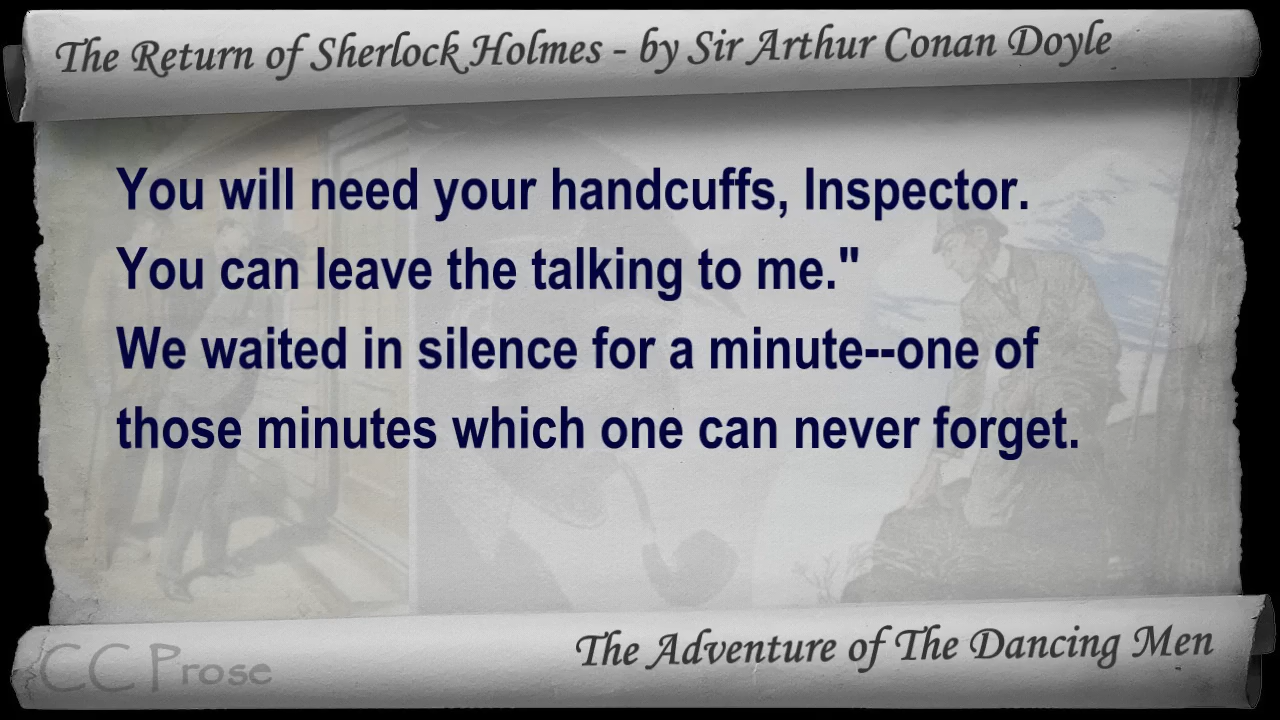 The Return of Sherlock Holmes - by Sir Arthur Conan Doyle
You will need your handcuffs, Inspector.
You can leave the talking to me."
We waited in silence for a minute--one of
those minutes which one can never forget.
The Adventure of The Dancing Men
CC Prose